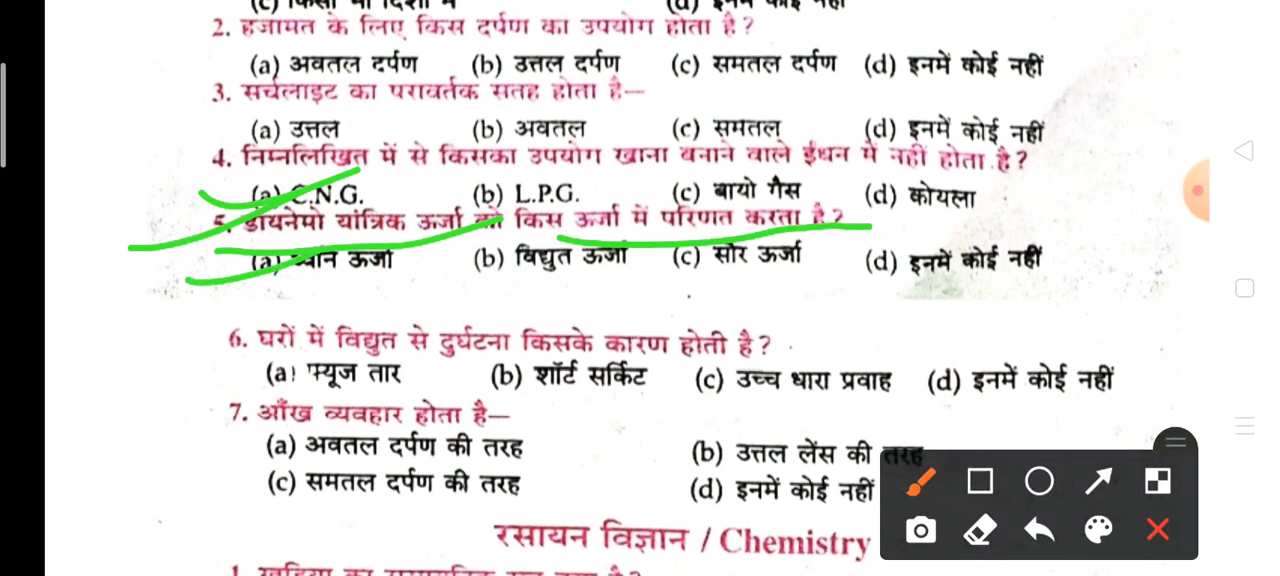 2. हजामत के लिए किस दर्पण का उपयोग होता है?
(a) अवतल दर्पण (b) उत्तल दर्पण (c) समतल दर्पण (d) इनमें कोई नहीं
3. सर्चलाइट का परावर्तक सतह होता है—
(a) उत्तल (b) अवतल (c) समतल (d) इनमें कोई नहीं
4. निम्नलिखित में से किसका उपयोग खाना बनाने वाले ईंधन में नहीं होता है?
(a) C.N.G. (b) L.P.G. (c) बायो गैस (d) कोयला
5. डायनेमो यांत्रिक ऊर्जा को किस ऊर्जा में परिणत करता है?
(a) ध्वनि ऊर्जा (b) विद्युत ऊर्जा (c) सौर ऊर्जा (d) इनमें कोई नहीं
6. घरों में विद्युत से दुर्घटना किसके कारण होती है?
(a) फ्यूज तार (b) शॉर्ट सर्किट (c) उच्च धारा प्रवाह (d) इनमें कोई नहीं
7. आँख व्यवहार होता है—
(a) अवतल दर्पण की तरह (b) उत्तल लेंस की तरह
(c) समतल दर्पण की तरह (d) इनमें कोई नहीं
रसायन विज्ञान / Chemistry